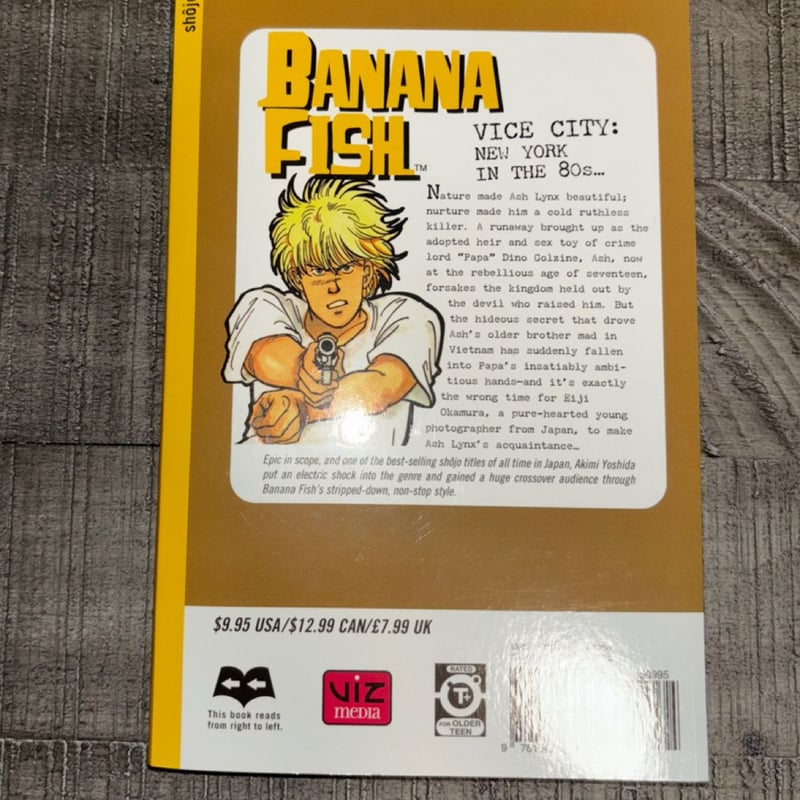 shôjo
BANANA
FISH™
VICE CITY:
NEW YORK
IN THE 80s…
Nature made Ash Lynx beautiful;
nurture made him a cold ruthless
killer. A runaway brought up as the
adopted heir and sex toy of crime
lord "Papa" Dino Golzine, Ash, now
at the rebellious age of seventeen,
forsakes the kingdom held out by
the devil who raised him. But
the hideous secret that drove
Ash's older brother mad in
Vietnam has suddenly fallen
into Papa's insatiably ambi-
tious hands—and it's exactly
the wrong time for Eiji
Okamura, a pure-hearted young
photographer from Japan, to make
Ash Lynx's acquaintance…
Epic in scope, and one of the best-selling shôjo titles of all time in Japan, Akimi Yoshida
put an electric shock into the genre and gained a huge crossover audience through
Banana Fish's stripped-down, non-stop style.
$9.95 USA/$12.99 CAN/£7.99 UK
This book reads
from right to left.
VIZ
MEDIA
RATED
T+
FOR OLDER
TEEN
9 781